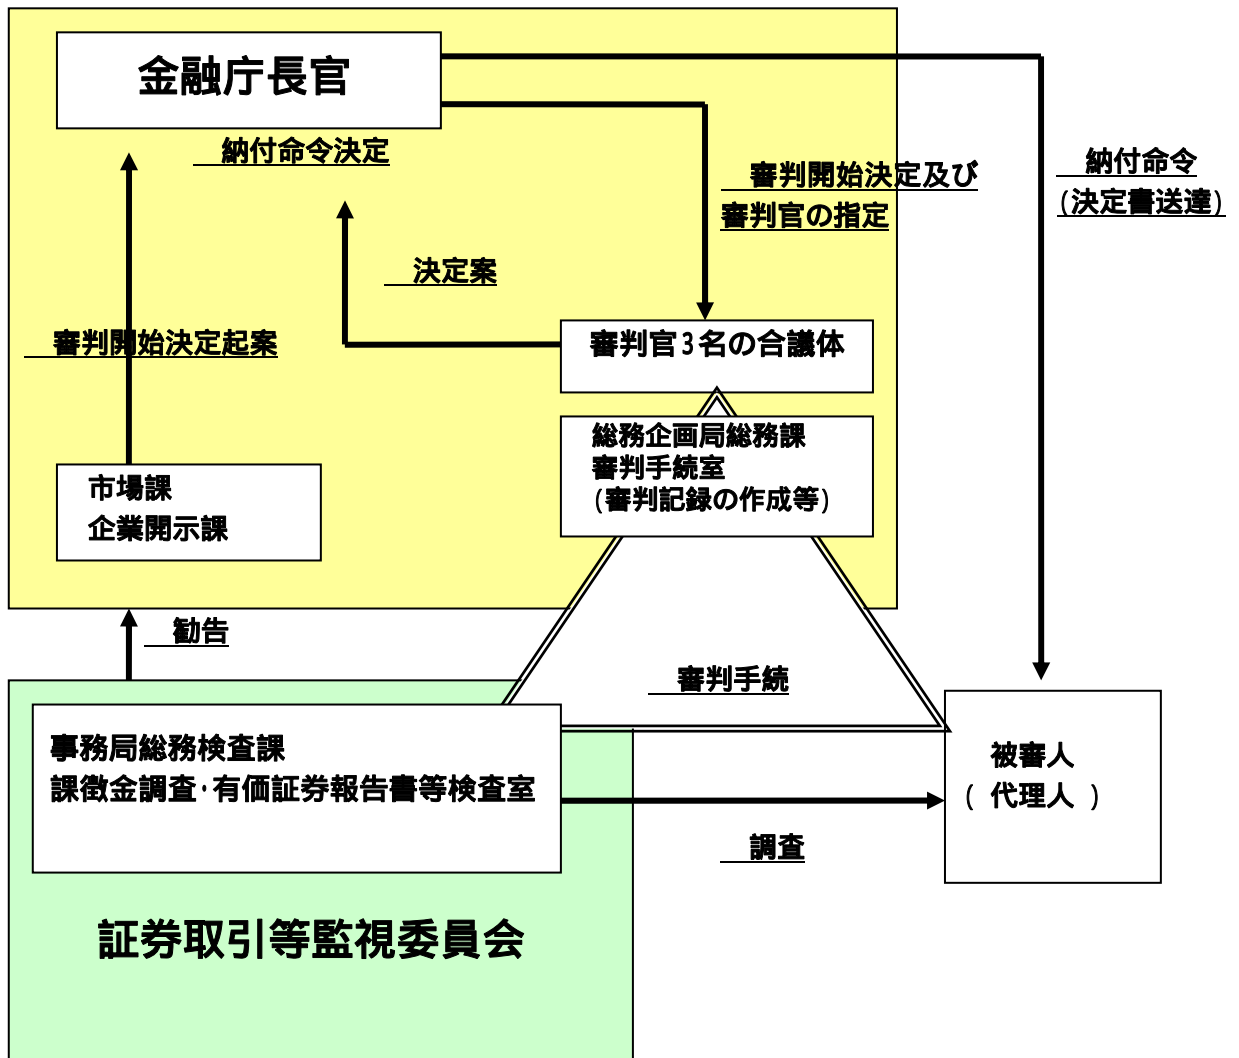 金融庁長官
納付命令決定
審判開始決定及び
審判官の指定
納付命令
(決定書送達)
決定案
審判開始決定起案
審判官3名の合議体
総務企画局総務課
審判手続室
(審判記録の作成等)
市場課
企業開示課
勧告
審判手続
事務局総務検査課
課徴金調査・有価証券報告書等検査室
被審人
( 代理人 )
調査
証券取引等監視委員会